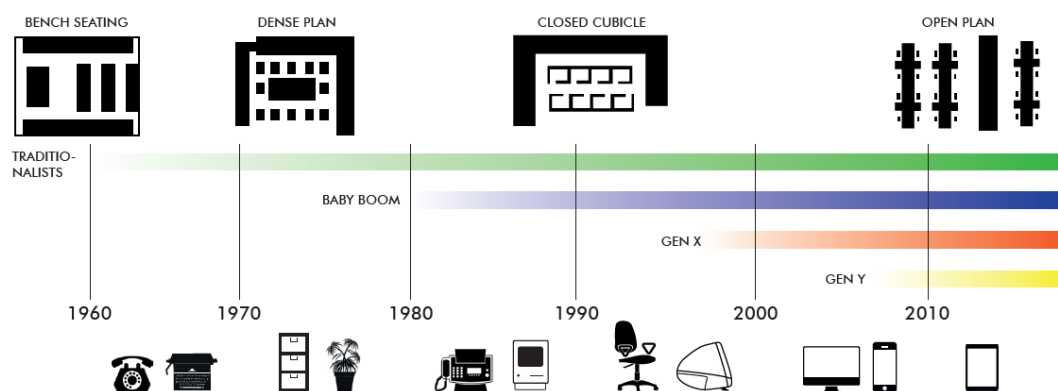 BENCH SEATING
DENSE PLAN
CLOSED CUBICLE
OPEN PLAN
TRADITIO-
NALISTS
BABY BOOM
GEN X
GEN Y
1960
1970
1980
1990
2000
2010